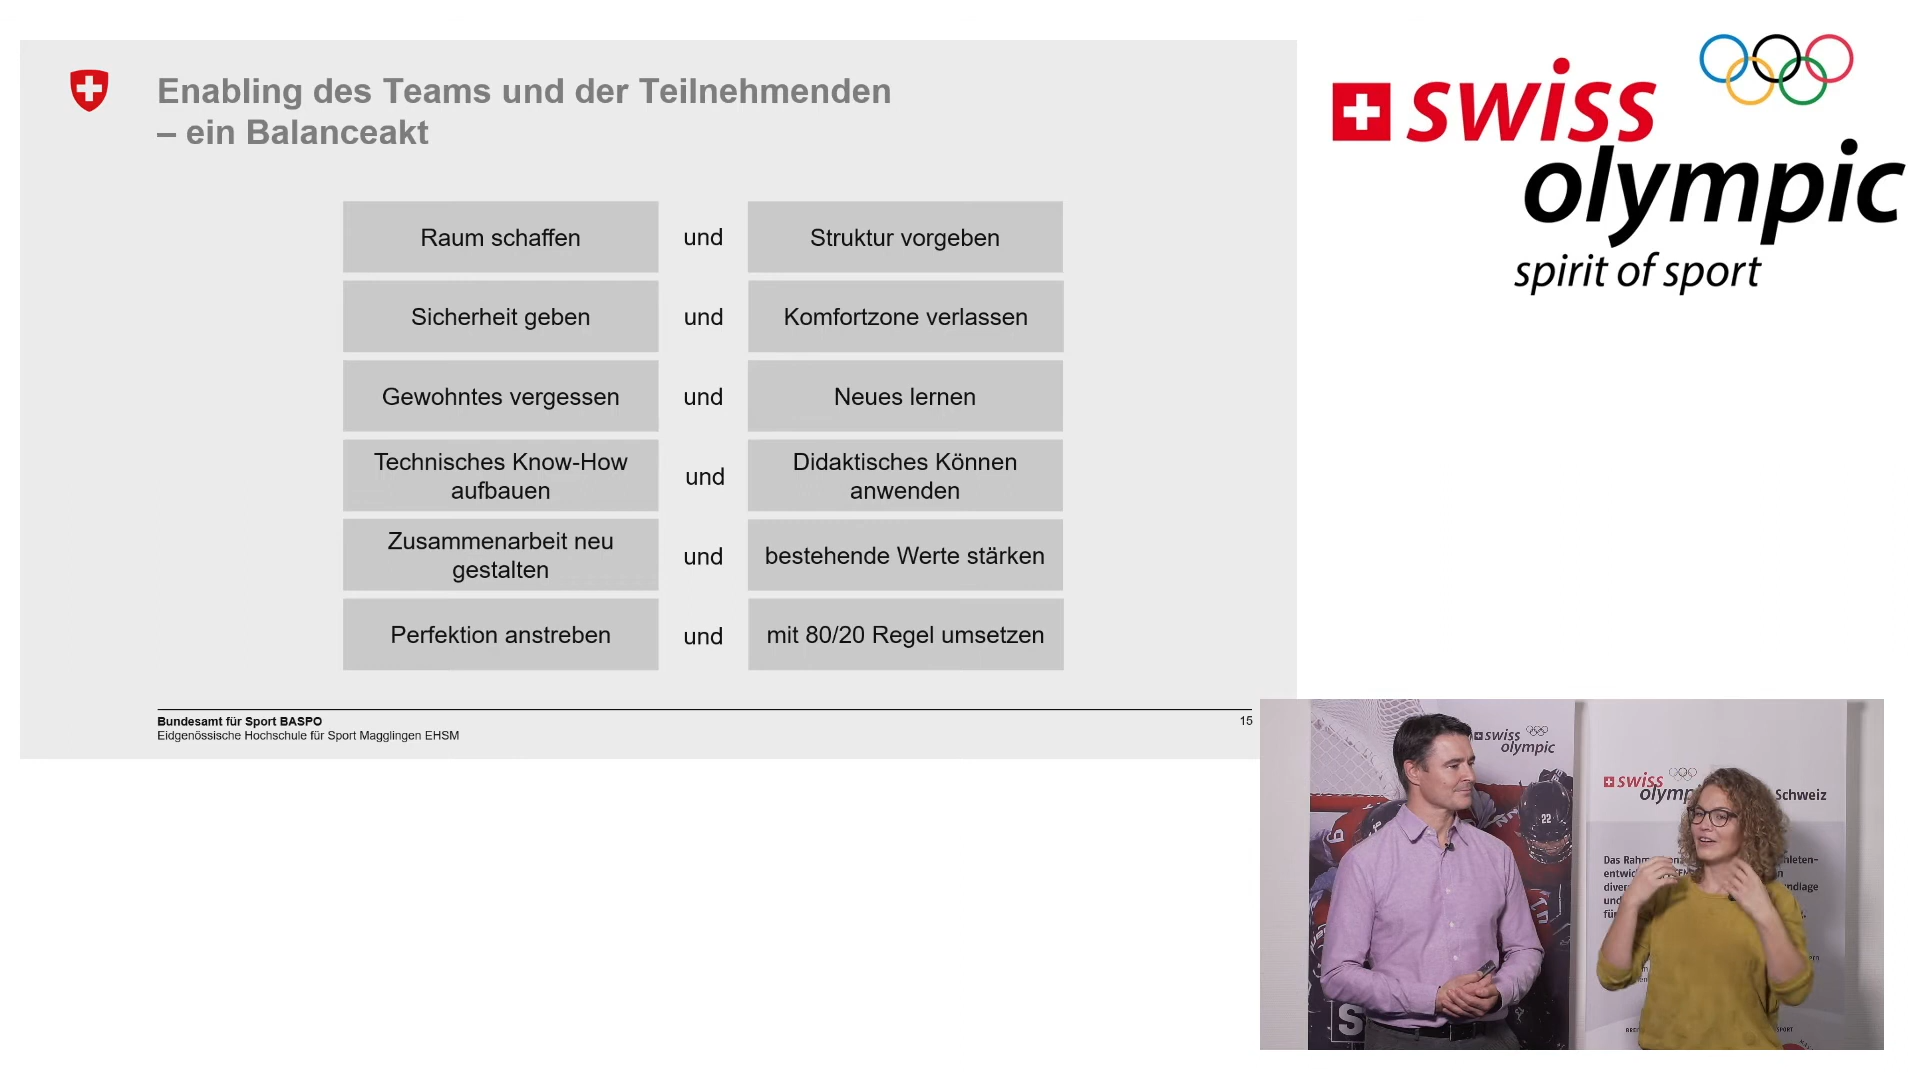 Enabling des Teams und der Teilnehmenden
– ein Balanceakt
Raum schaffen und Struktur vorgeben
Sicherheit geben und Komfortzone verlassen
Gewohntes vergessen und Neues lernen
Technisches Know-How
aufbauen
und
Didaktisches Können
anwenden
Zusammenarbeit neu
gestalten
und
bestehende Werte stärken
Perfektion anstreben und mit 80/20 Regel umsetzen
Bundesamt für Sport BASPO
Eidgenössische Hochschule für Sport Magglingen EHSM
15
swiss
olympic
spirit of sport
swiss
olympic
22
swiss
Schweiz
Das
und